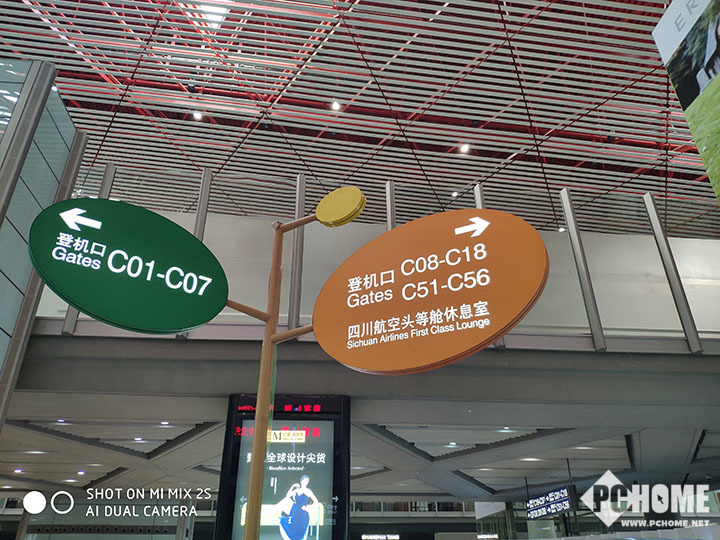 登机口
Gates C01-C07
登机口 C08-C18
Gates C51-C56
四川航空头等舱休息室
Sichuan Airlines First Class Lounge
全球设计尖货
SHANGHAI TANG
SHOT ON MI MIX 2S
AI DUAL CAMERA
PCHOME
WWW.PCHOME.NET